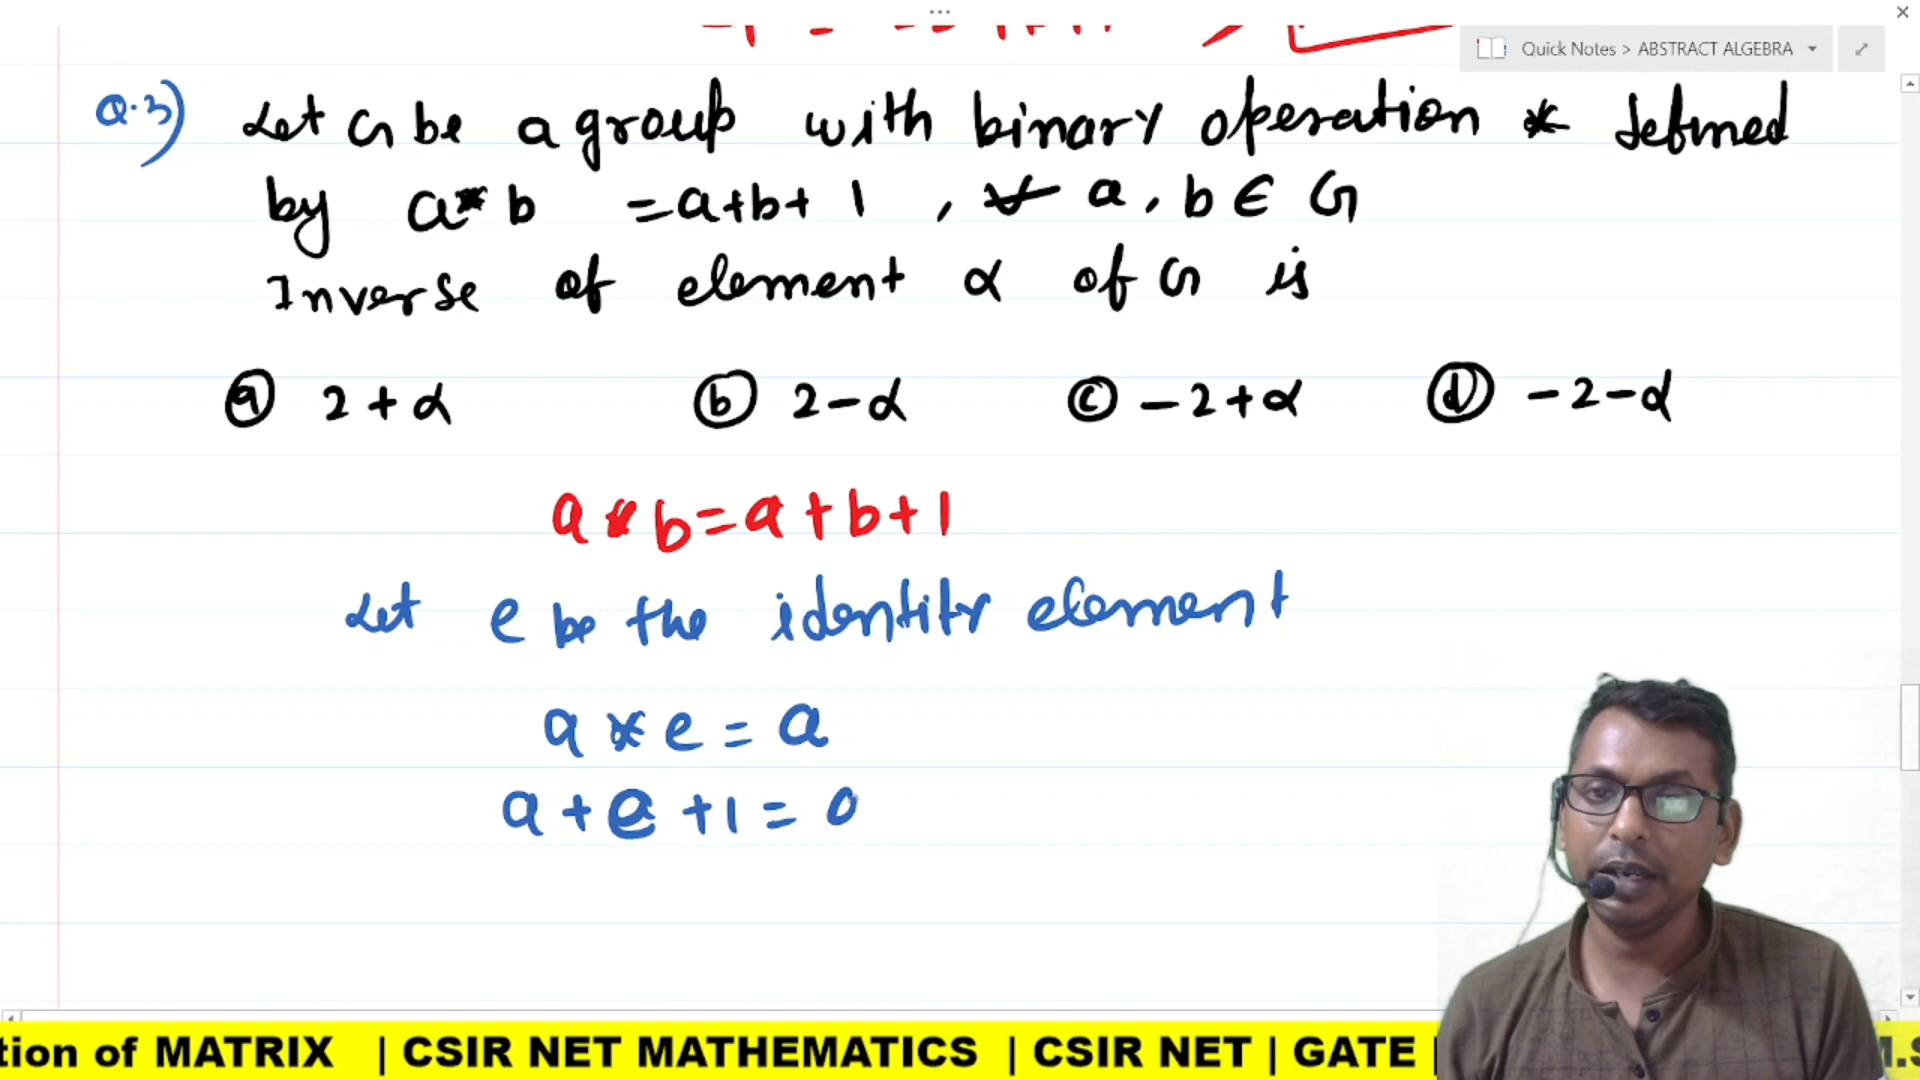 Quick Notes > ABSTRACT ALGEBRA
Q.3) Let G be a group with binary operation * defined
by a * b = a+b+ 1 , ∀ a, b ∈ G
Inverse of element α of G is
(a) 2 + α (b) 2 - α (c) - 2 + α (d) - 2 - α
a * b = a + b + 1
Let e be the identity element
a * e = a
a + e + 1 = 0
tion of MATRIX | CSIR NET MATHEMATICS | CSIR NET | GATE | M.S